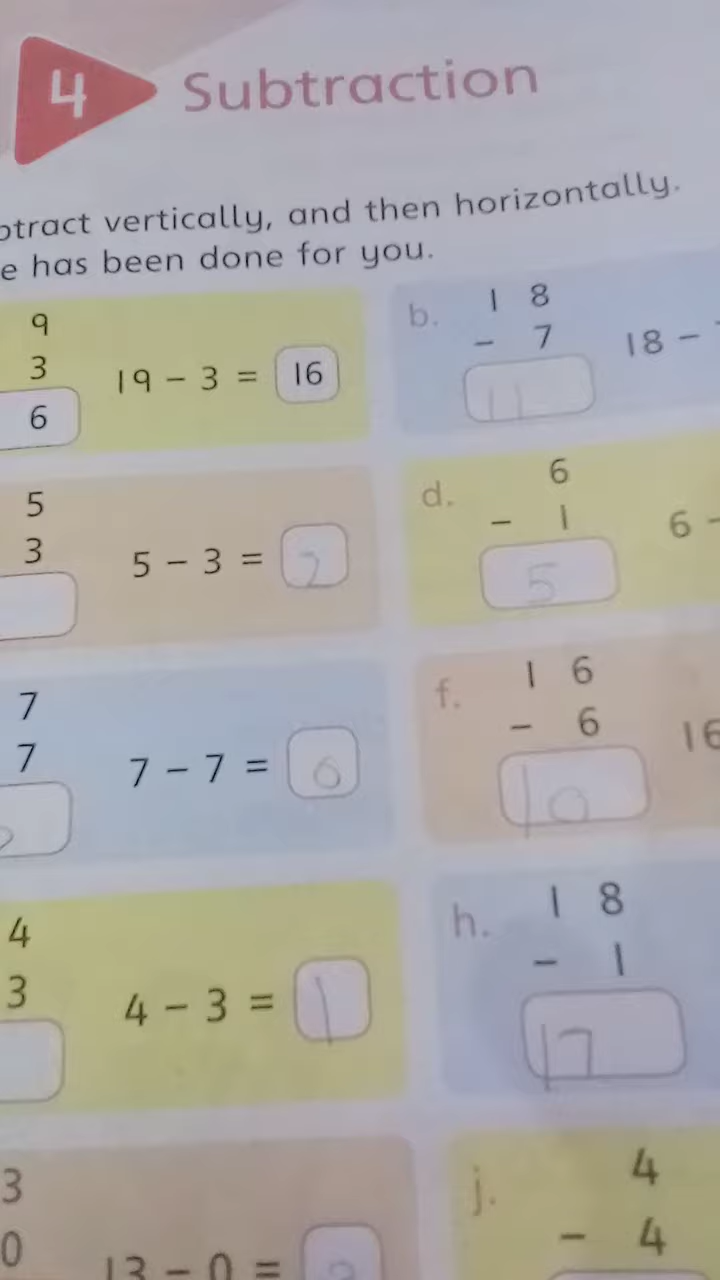 4 Subtraction
vertically, and then horizontally.
has been done for you.
9
3
6
19 - 3 = 16
b.
1 8
- 7
11
18 -
5
3
5 - 3 = 2
d.
6
- 1
5
6 -
7
7
7 - 7 = 0
f.
1 6
- 6
10
16
4
3
4 - 3 = 1
h.
1 8
- 1
17
3
0
13 - 0 =
j.
4
- 4